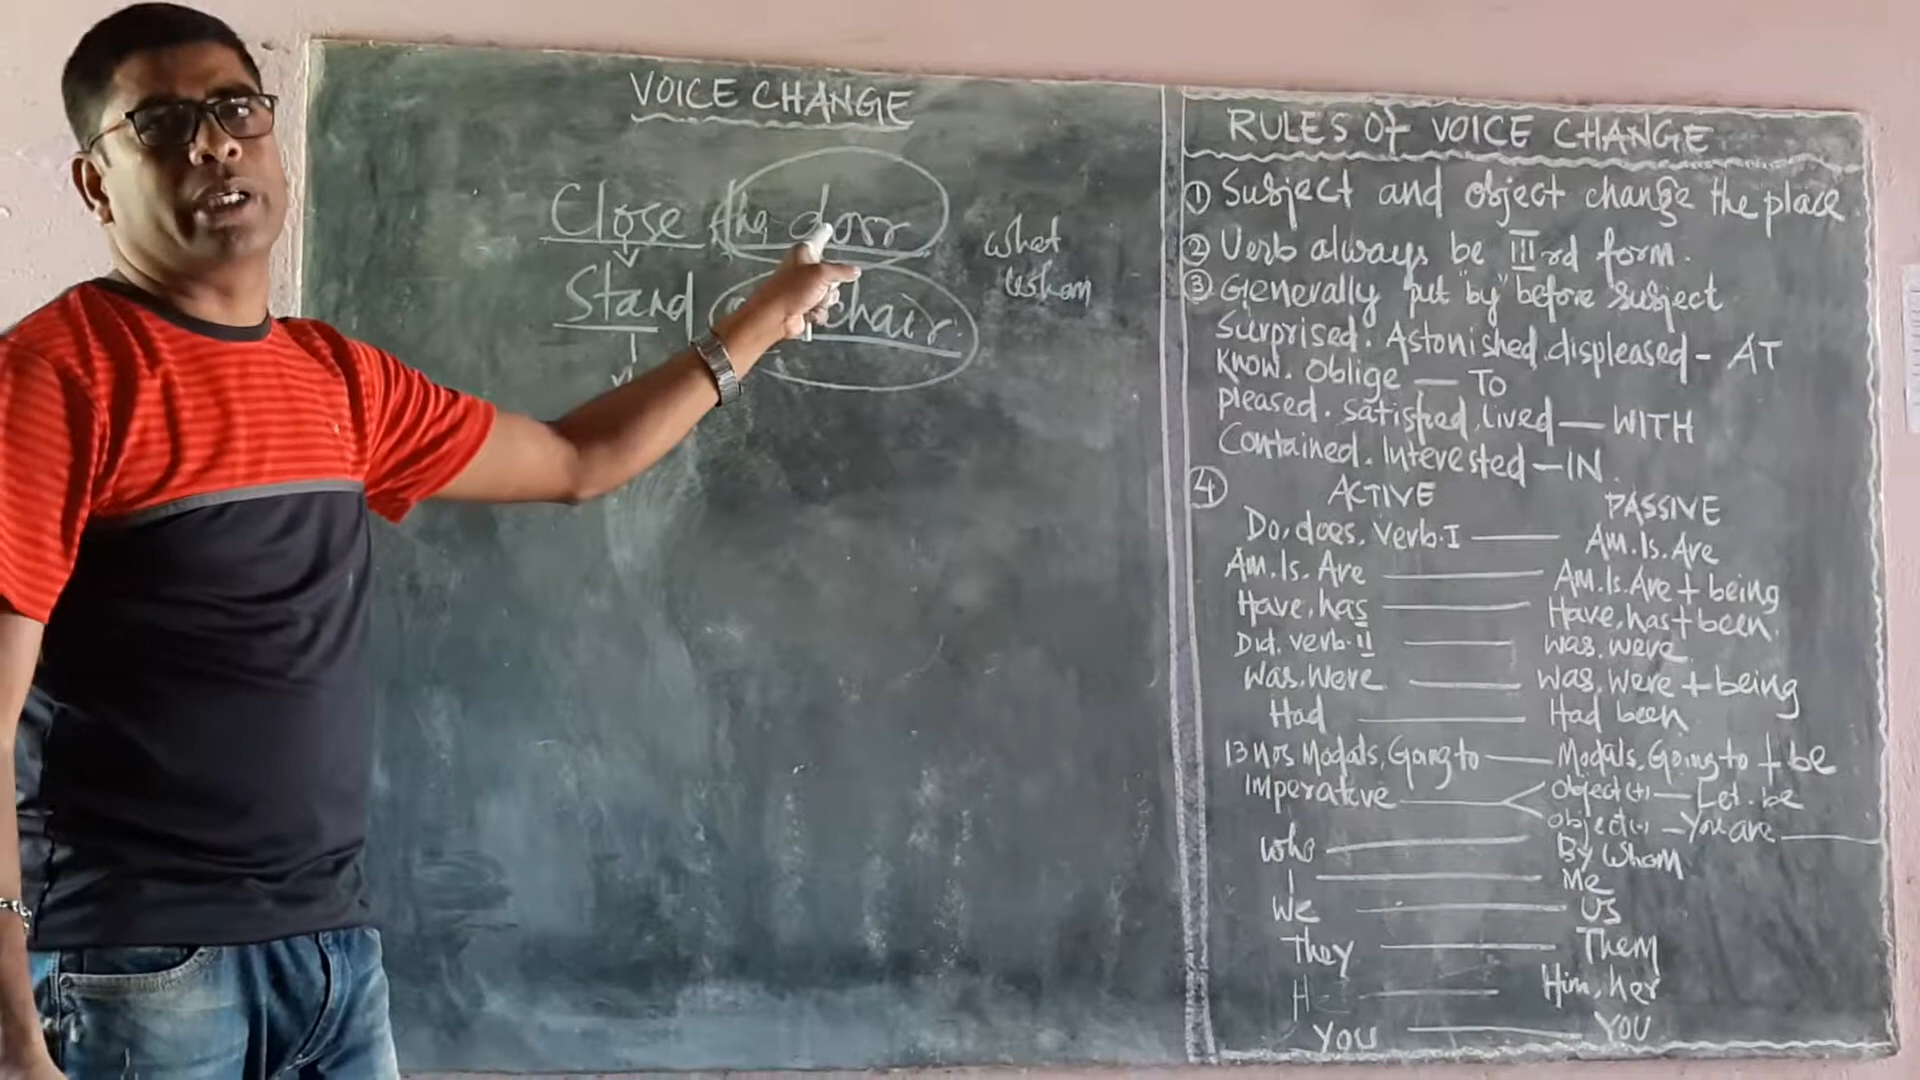 VOICE CHANGE
Close the door
Stand chair.
what
whom
RULES OF VOICE CHANGE
① Subject and object change the place
② Verb always be IIIrd form.
③ Generally put "by" before subject
Surprised. Astonished, displeased - AT
Know. Oblige — To
pleased. satisfied, lived — WITH
Contained. Interested — IN.
④ ACTIVE PASSIVE
Do, does, Verb.I — Am.Is.Are
Am.Is.Are — Am.Is.Are + being
Have, has — Have, has + been.
Did. verb.II — was.were.
Was.Were — was.were + being
Had — Had been
13 nos Modals, Going to — Modals, Going to + be
Imperative — object(+) — Let. be
object(-) — You are —
Who — By Whom
I — Me
We — Us
They — Them
He — Him, her
YOU — YOU